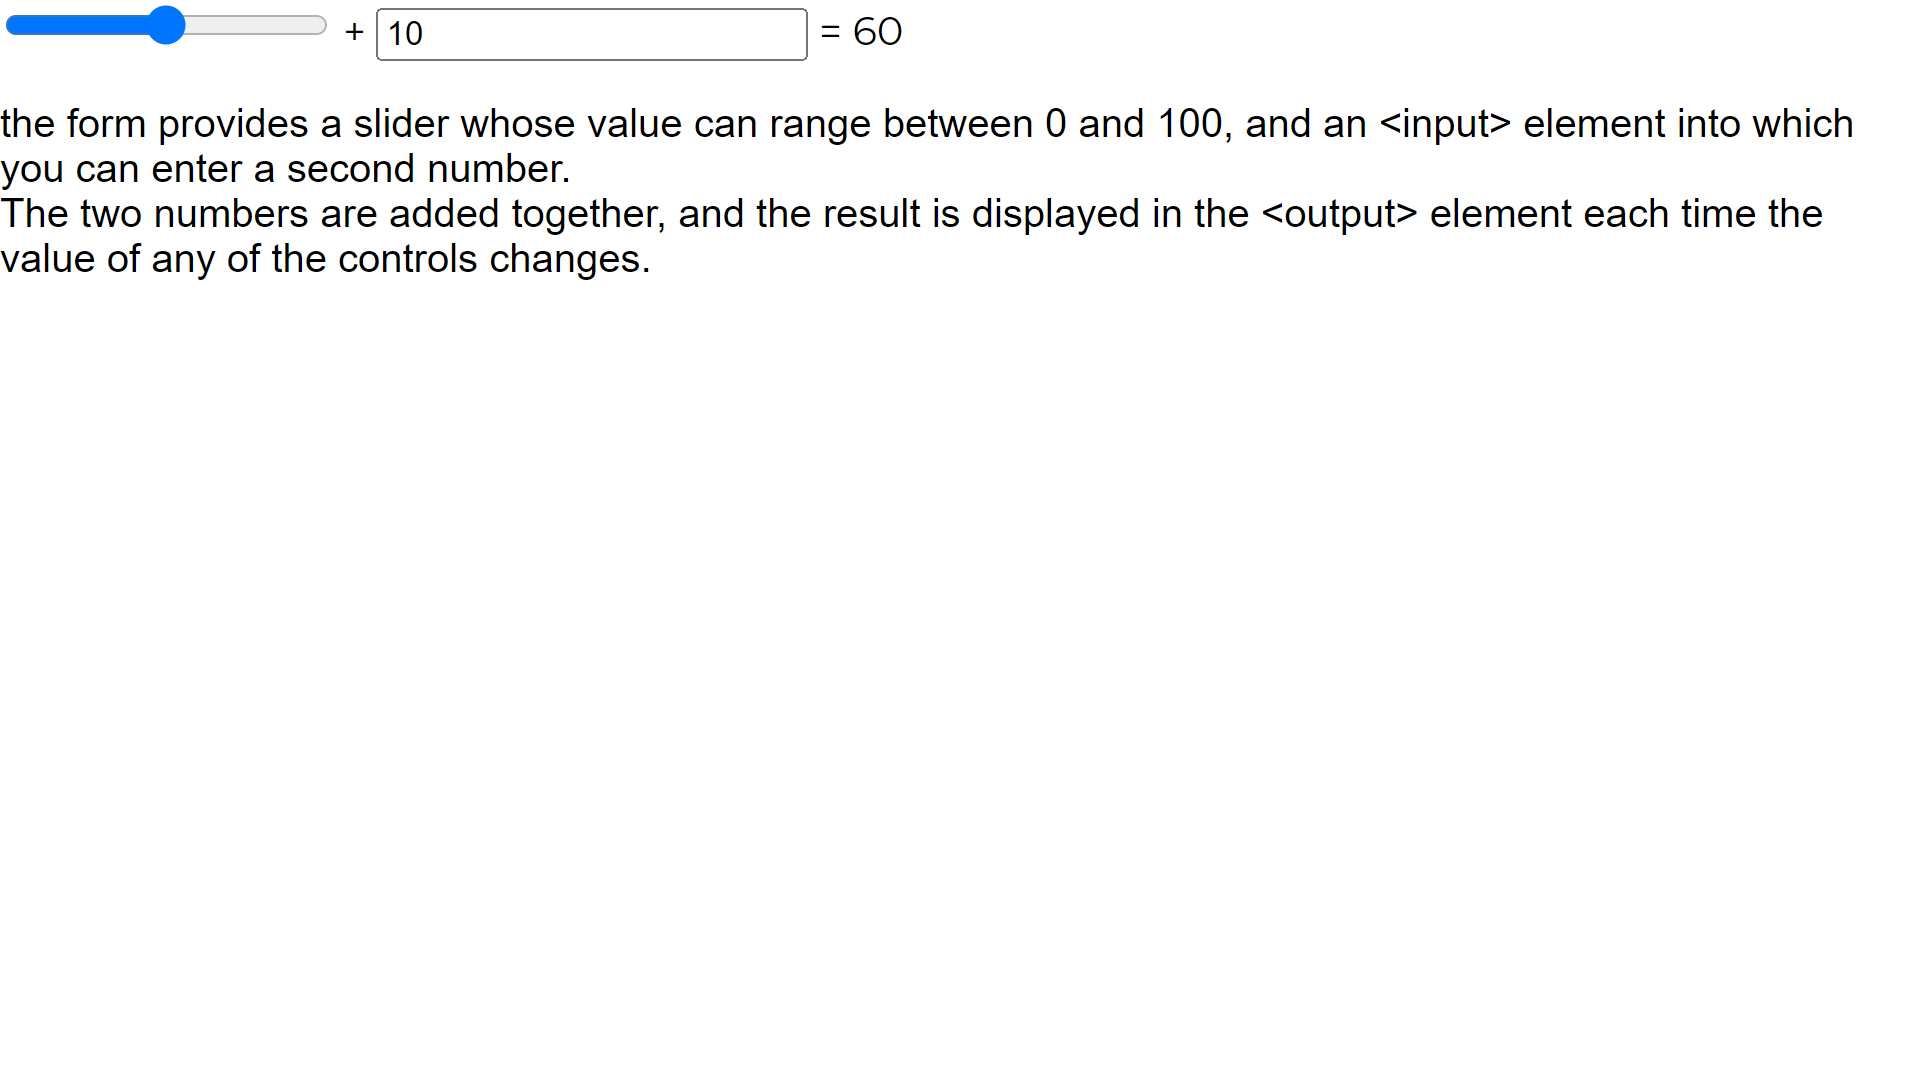 + 10 = 60
the form provides a slider whose value can range between 0 and 100, and an <input> element into which
you can enter a second number.
The two numbers are added together, and the result is displayed in the <output> element each time the
value of any of the controls changes.